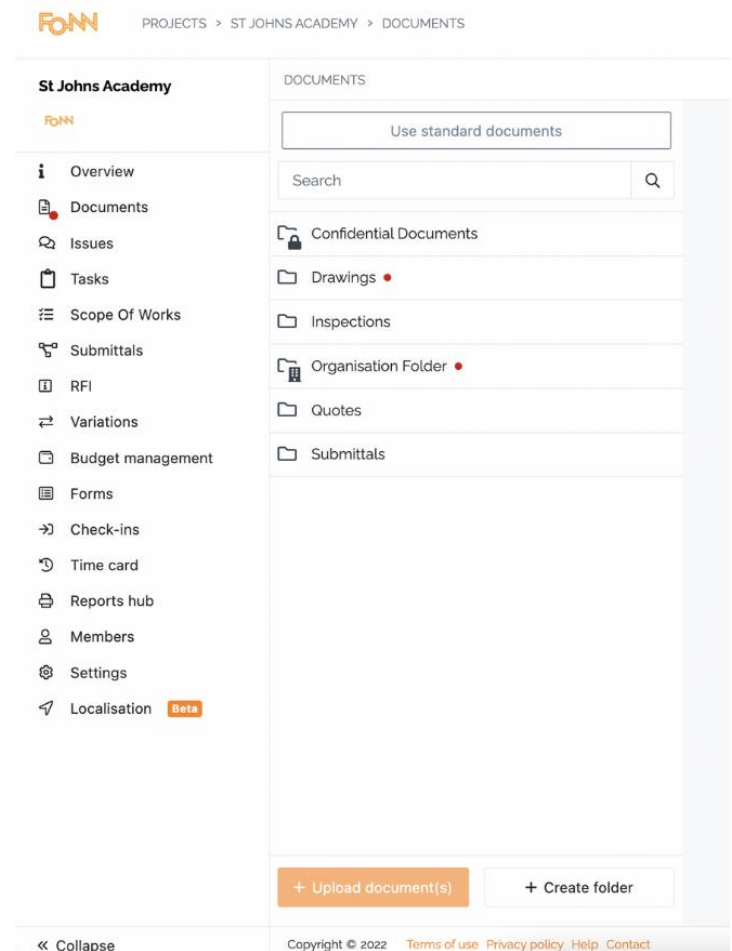 FONN PROJECTS > ST JOHNS ACADEMY > DOCUMENTS
St Johns Academy
FONN
Overview
Documents
Issues
Tasks
Scope Of Works
Submittals
RFI
Variations
Budget management
Forms
Check-ins
Time card
Reports hub
Members
Settings
Localisation Beta
« Collapse
DOCUMENTS
Use standard documents
Search
Confidential Documents
Drawings
Inspections
Organisation Folder
Quotes
Submittals
+ Upload document(s) + Create folder
Copyright © 2022 Terms of use Privacy policy Help Contact